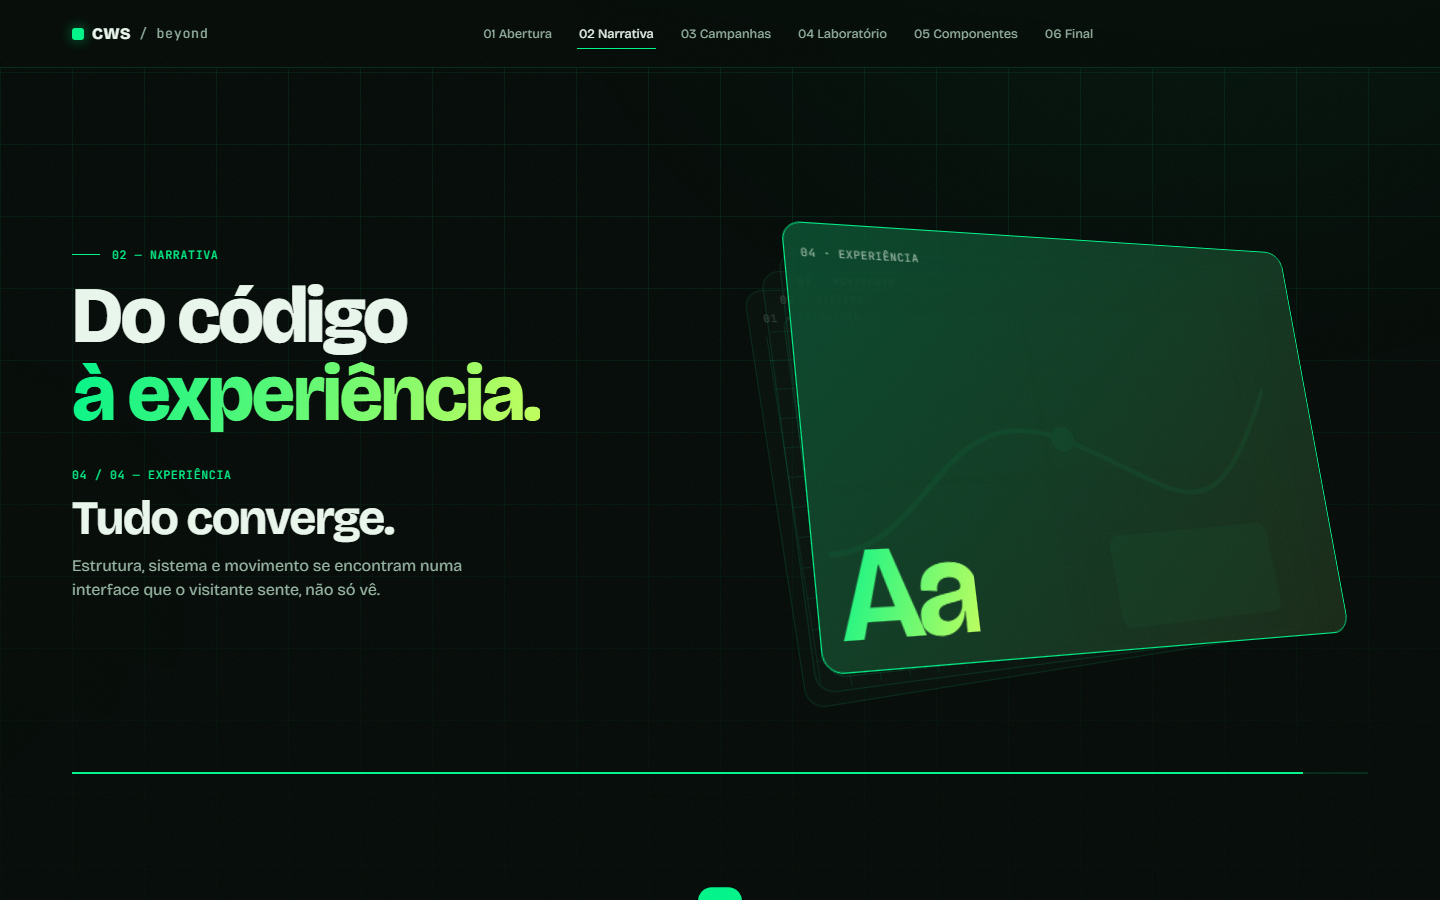 CWS / beyond
01 Abertura
02 Narrativa
03 Campanhas
04 Laboratório
05 Componentes
06 Final
02 — NARRATIVA
Do código
à experiência.
04 / 04 — EXPERIÊNCIA
Tudo converge.
Estrutura, sistema e movimento se encontram numa
interface que o visitante sente, não só vê.
04 - EXPERIÊNCIA
01
Aa